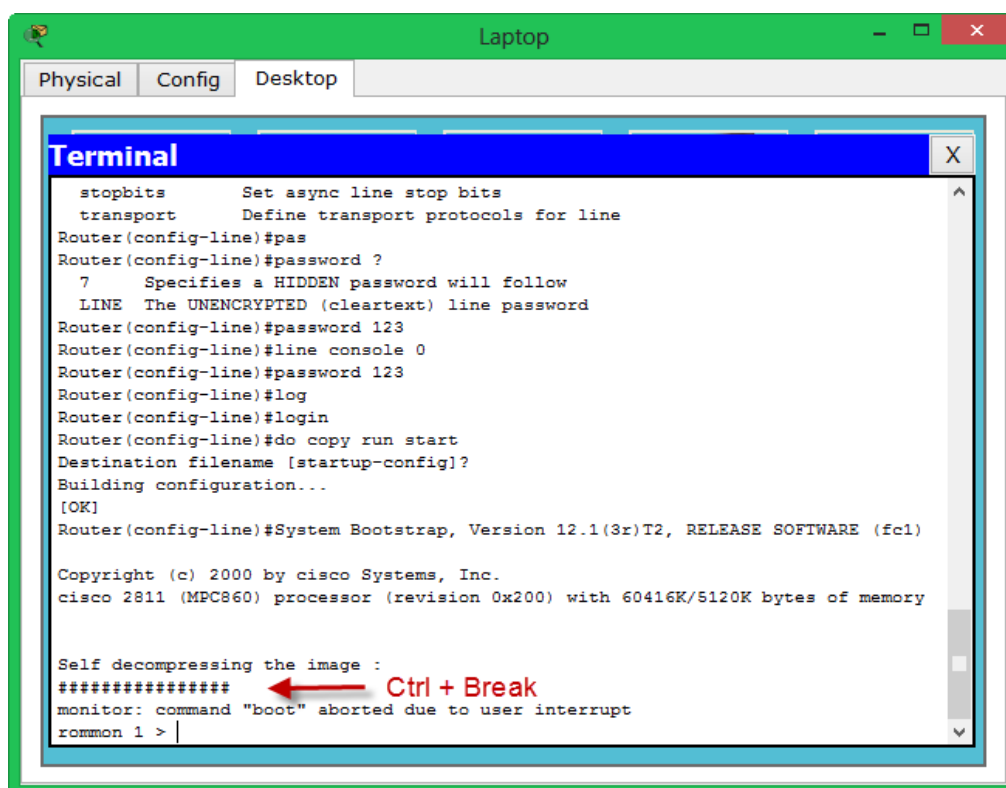 Laptop
Physical Config Desktop
Terminal X
stopbits Set async line stop bits
transport Define transport protocols for line
Router(config-line)#pas
Router(config-line)#password ?
7 Specifies a HIDDEN password will follow
LINE The UNENCRYPTED (cleartext) line password
Router(config-line)#password 123
Router(config-line)#line console 0
Router(config-line)#password 123
Router(config-line)#log
Router(config-line)#login
Router(config-line)#do copy run start
Destination filename [startup-config]?
Building configuration...
[OK]
Router(config-line)#System Bootstrap, Version 12.1(3r)T2, RELEASE SOFTWARE (fc1)
Copyright (c) 2000 by cisco Systems, Inc.
cisco 2811 (MPC860) processor (revision 0x200) with 60416K/5120K bytes of memory
Self decompressing the image :
################ Ctrl + Break
monitor: command "boot" aborted due to user interrupt
rommon 1 >